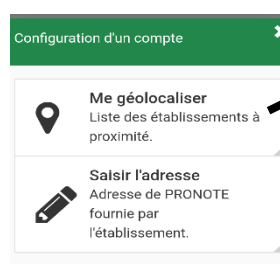 Configuration d'un compte
Me géolocaliser
Liste des établissements à
proximité.
Saisir l'adresse
Adresse de PRONOTE
fournie par
l'établissement.